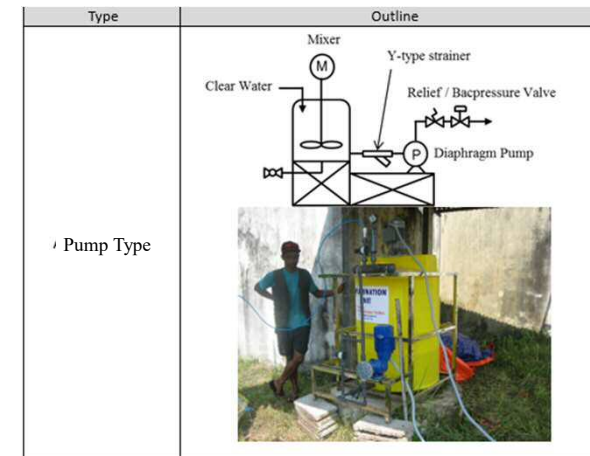 Type
Outline
Mixer
M
Y-type strainer
Clear Water
Relief / Bacpressure Valve
P
Diaphragm Pump
Pump Type